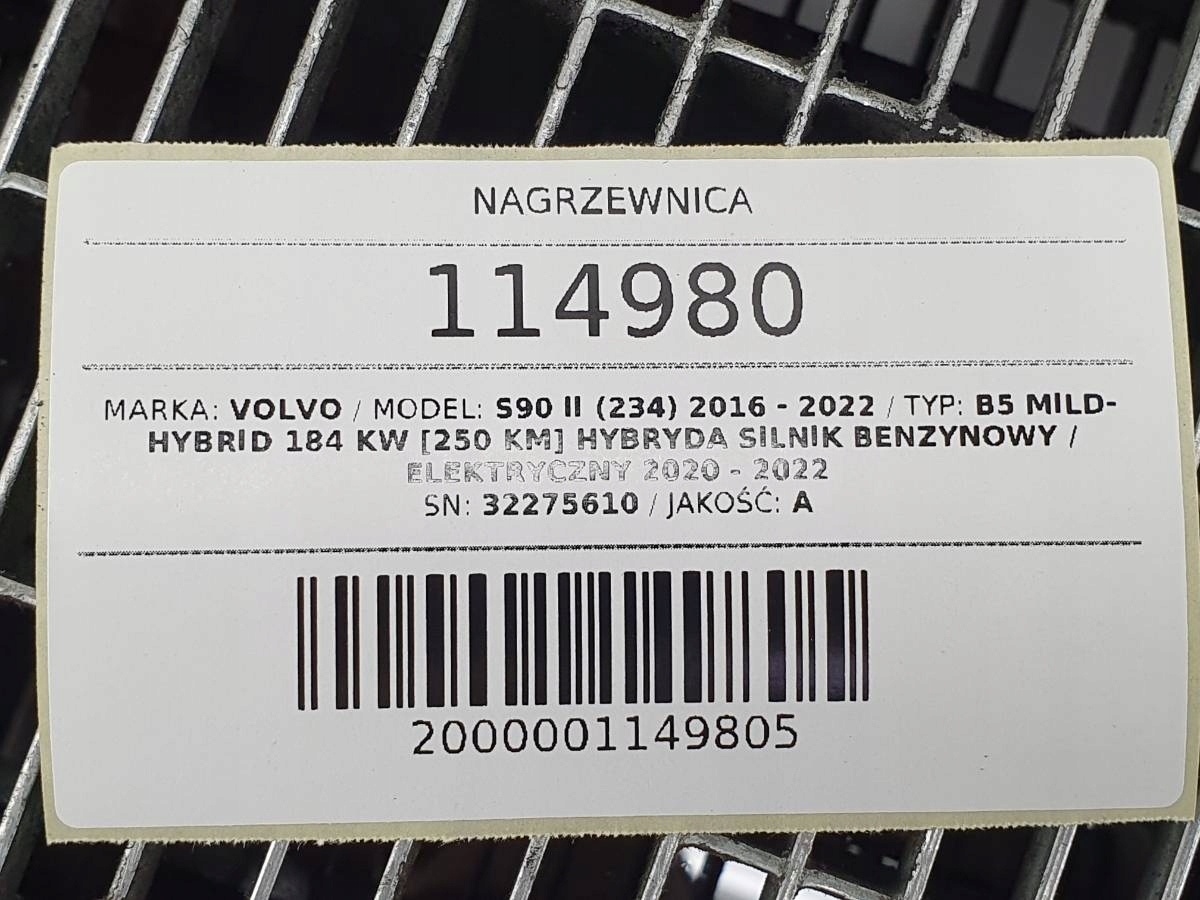 NAGRZEWNICA
114980
MARKA: VOLVO / MODEL: S90 II (234) 2016 - 2022 / TYP: B5 MILD-
HYBRID 184 KW [250 KM] HYBRYDA SILNIK BENZYNOWY /
ELEKTRYCZNY 2020 - 2022
SN: 32275610 / JAKOŚĆ: A
2000001149805